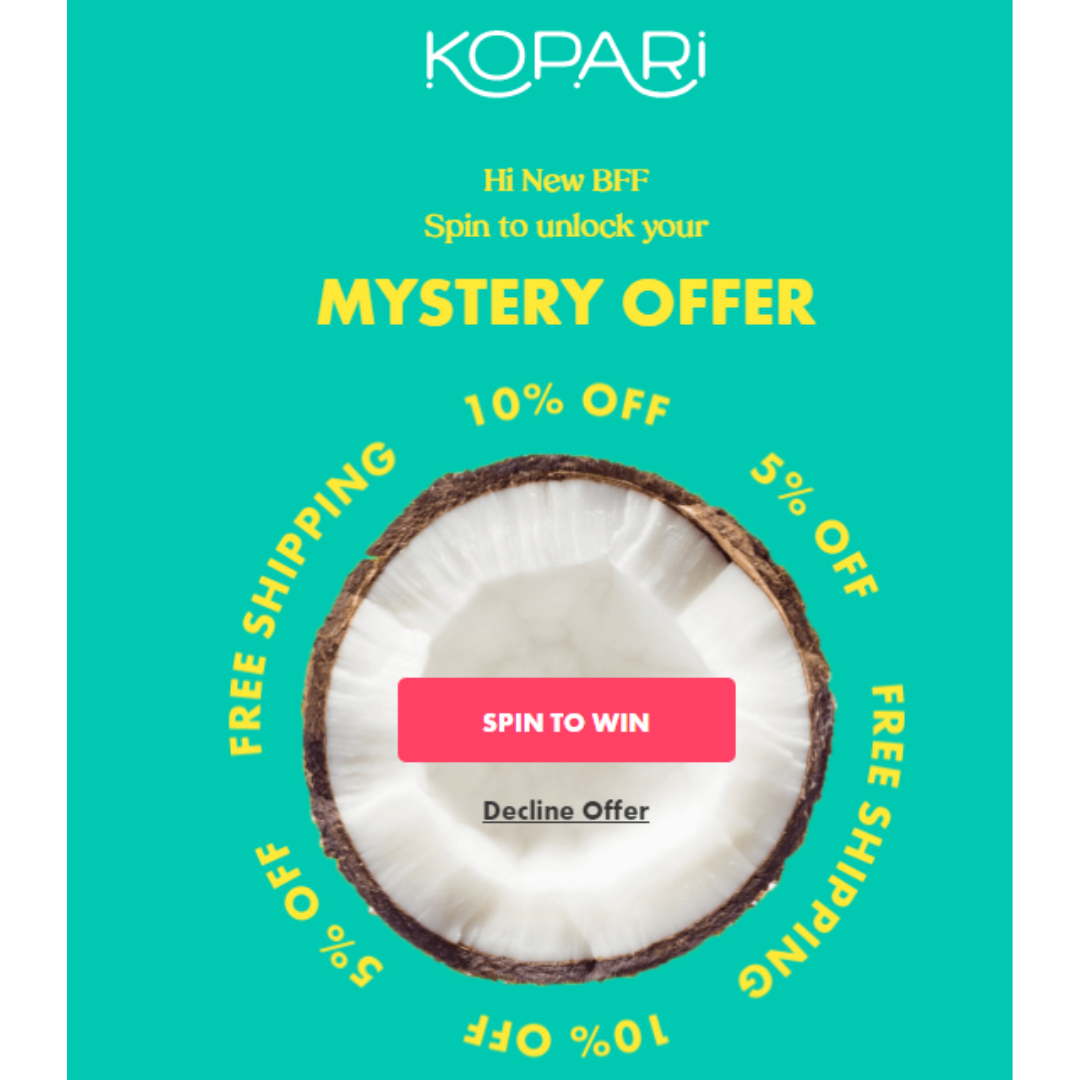 KOPARi
Hi New BFF
Spin to unlock your
MYSTERY OFFER
10% OFF
5% OFF
FREE SHIPPING
10% OFF
5% OFF
FREE SHIPPING
SPIN TO WIN
Decline Offer